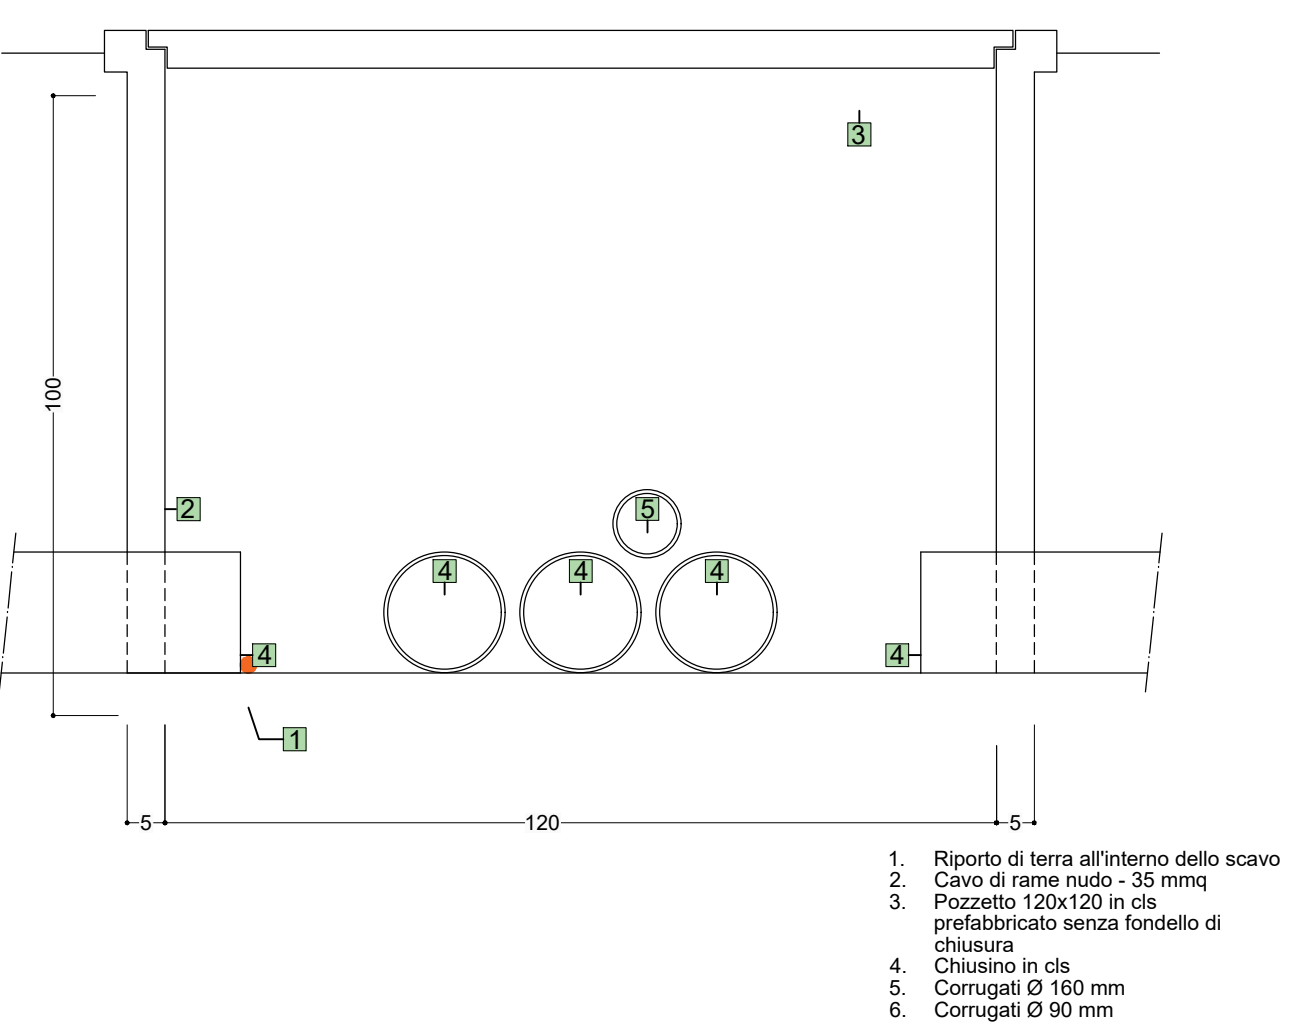 3
100
2
5
4 4 4
4 4
1
5 120 5
1. Riporto di terra all'interno dello scavo
2. Cavo di rame nudo - 35 mmq
3. Pozzetto 120x120 in cls
prefabbricato senza fondello di
chiusura
4. Chiusino in cls
5. Corrugati Ø 160 mm
6. Corrugati Ø 90 mm